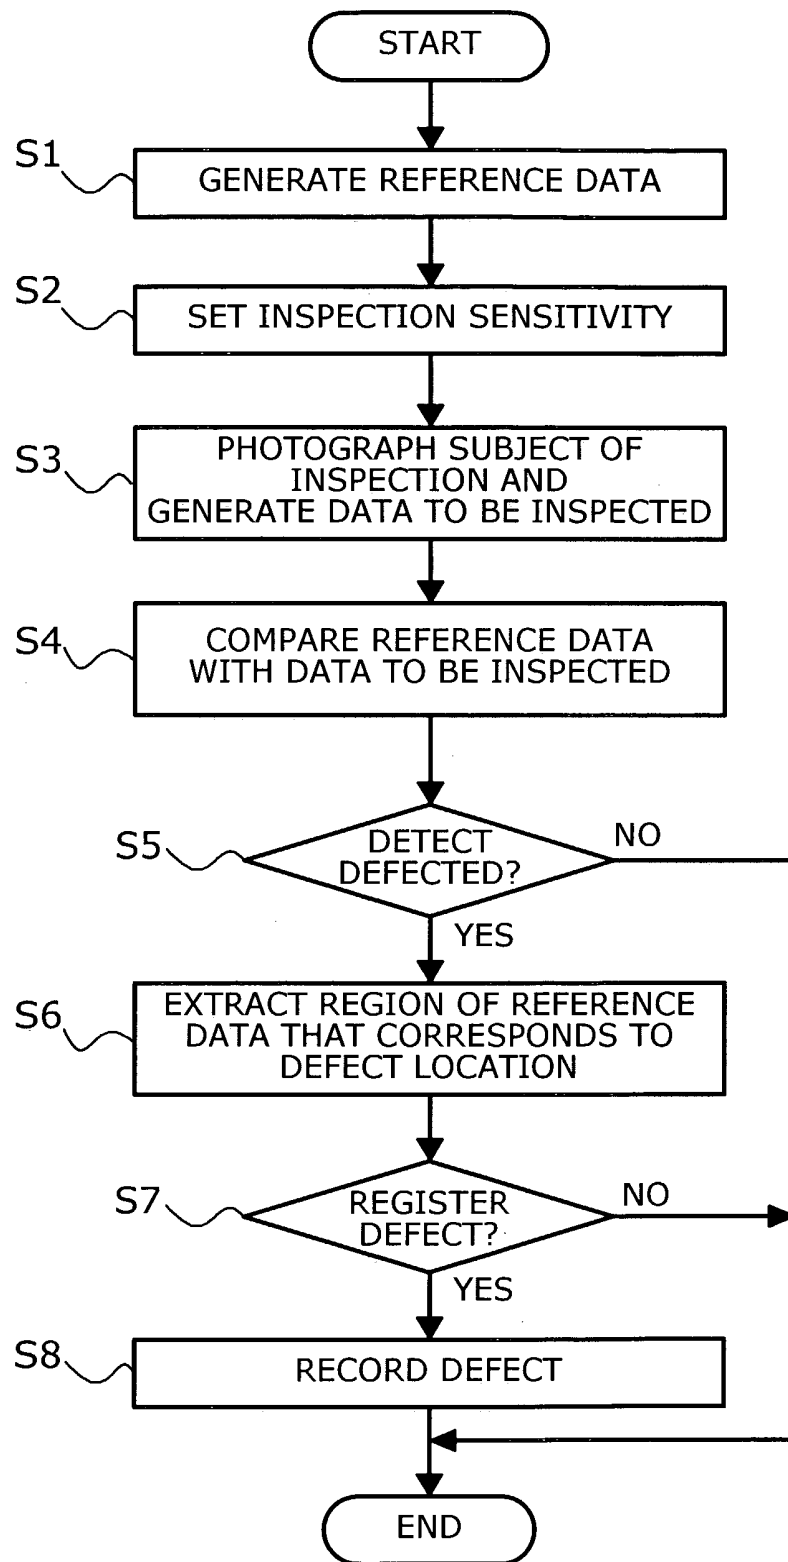 START
S1
GENERATE REFERENCE DATA
S2
SET INSPECTION SENSITIVITY
S3
PHOTOGRAPH SUBJECT OF
INSPECTION AND
GENERATE DATA TO BE INSPECTED
S4
COMPARE REFERENCE DATA
WITH DATA TO BE INSPECTED
S5
DETECT
DEFECTED?
NO
YES
S6
EXTRACT REGION OF REFERENCE
DATA THAT CORRESPONDS TO
DEFECT LOCATION
S7
REGISTER
DEFECT?
NO
YES
S8
RECORD DEFECT
END